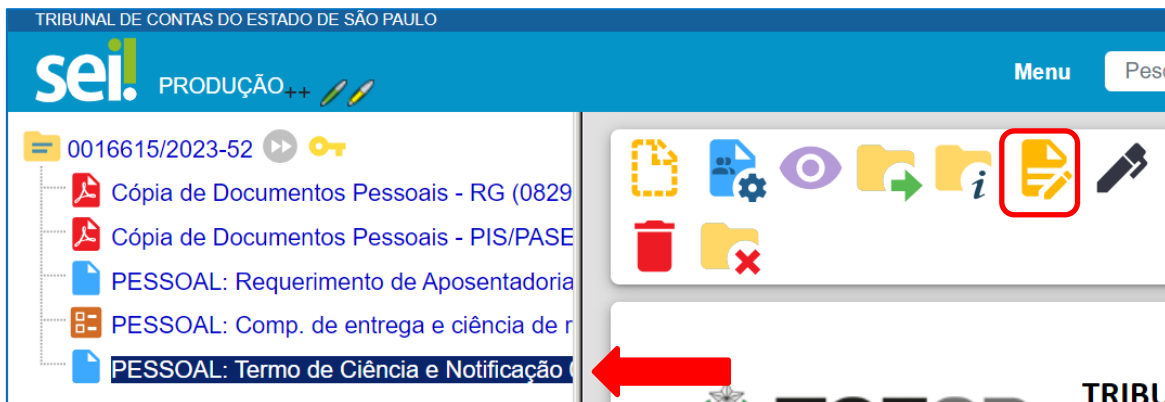 TRIBUNAL DE CONTAS DO ESTADO DE SÃO PAULO
sei!
PRODUÇÃO++
Menu
Pes
0016615/2023-52
Cópia de Documentos Pessoais - RG (0829
Cópia de Documentos Pessoais - PIS/PASE
PESSOAL: Requerimento de Aposentadoria
PESSOAL: Comp. de entrega e ciência de r
PESSOAL: Termo de Ciência e Notificação
TRIBU